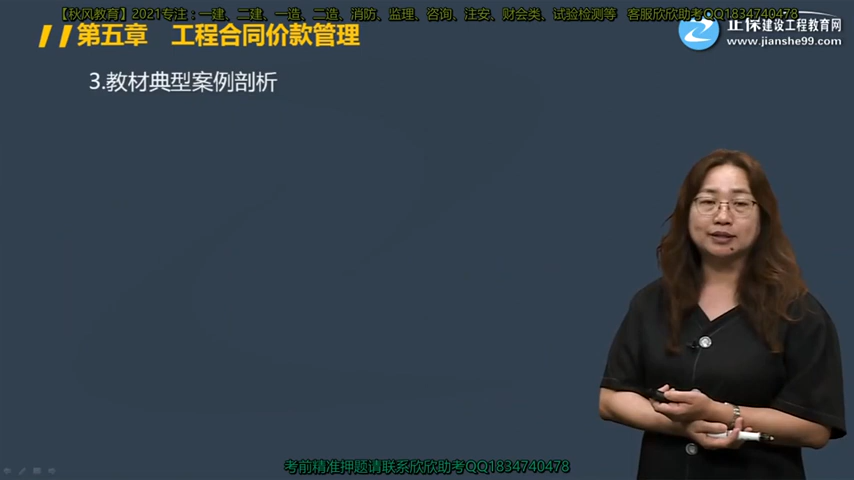 【秋风教育】2021专注：一建、二建、一造、二造、消防、监理、咨询、注安、财会类、试验检测等 客服欣欣助考QQ1834740478
第五章 工程合同价款管理
正保建设工程教育网
www.jianshe99.com
3.教材典型案例剖析
考前精准押题请联系欣欣助考QQ1834740478